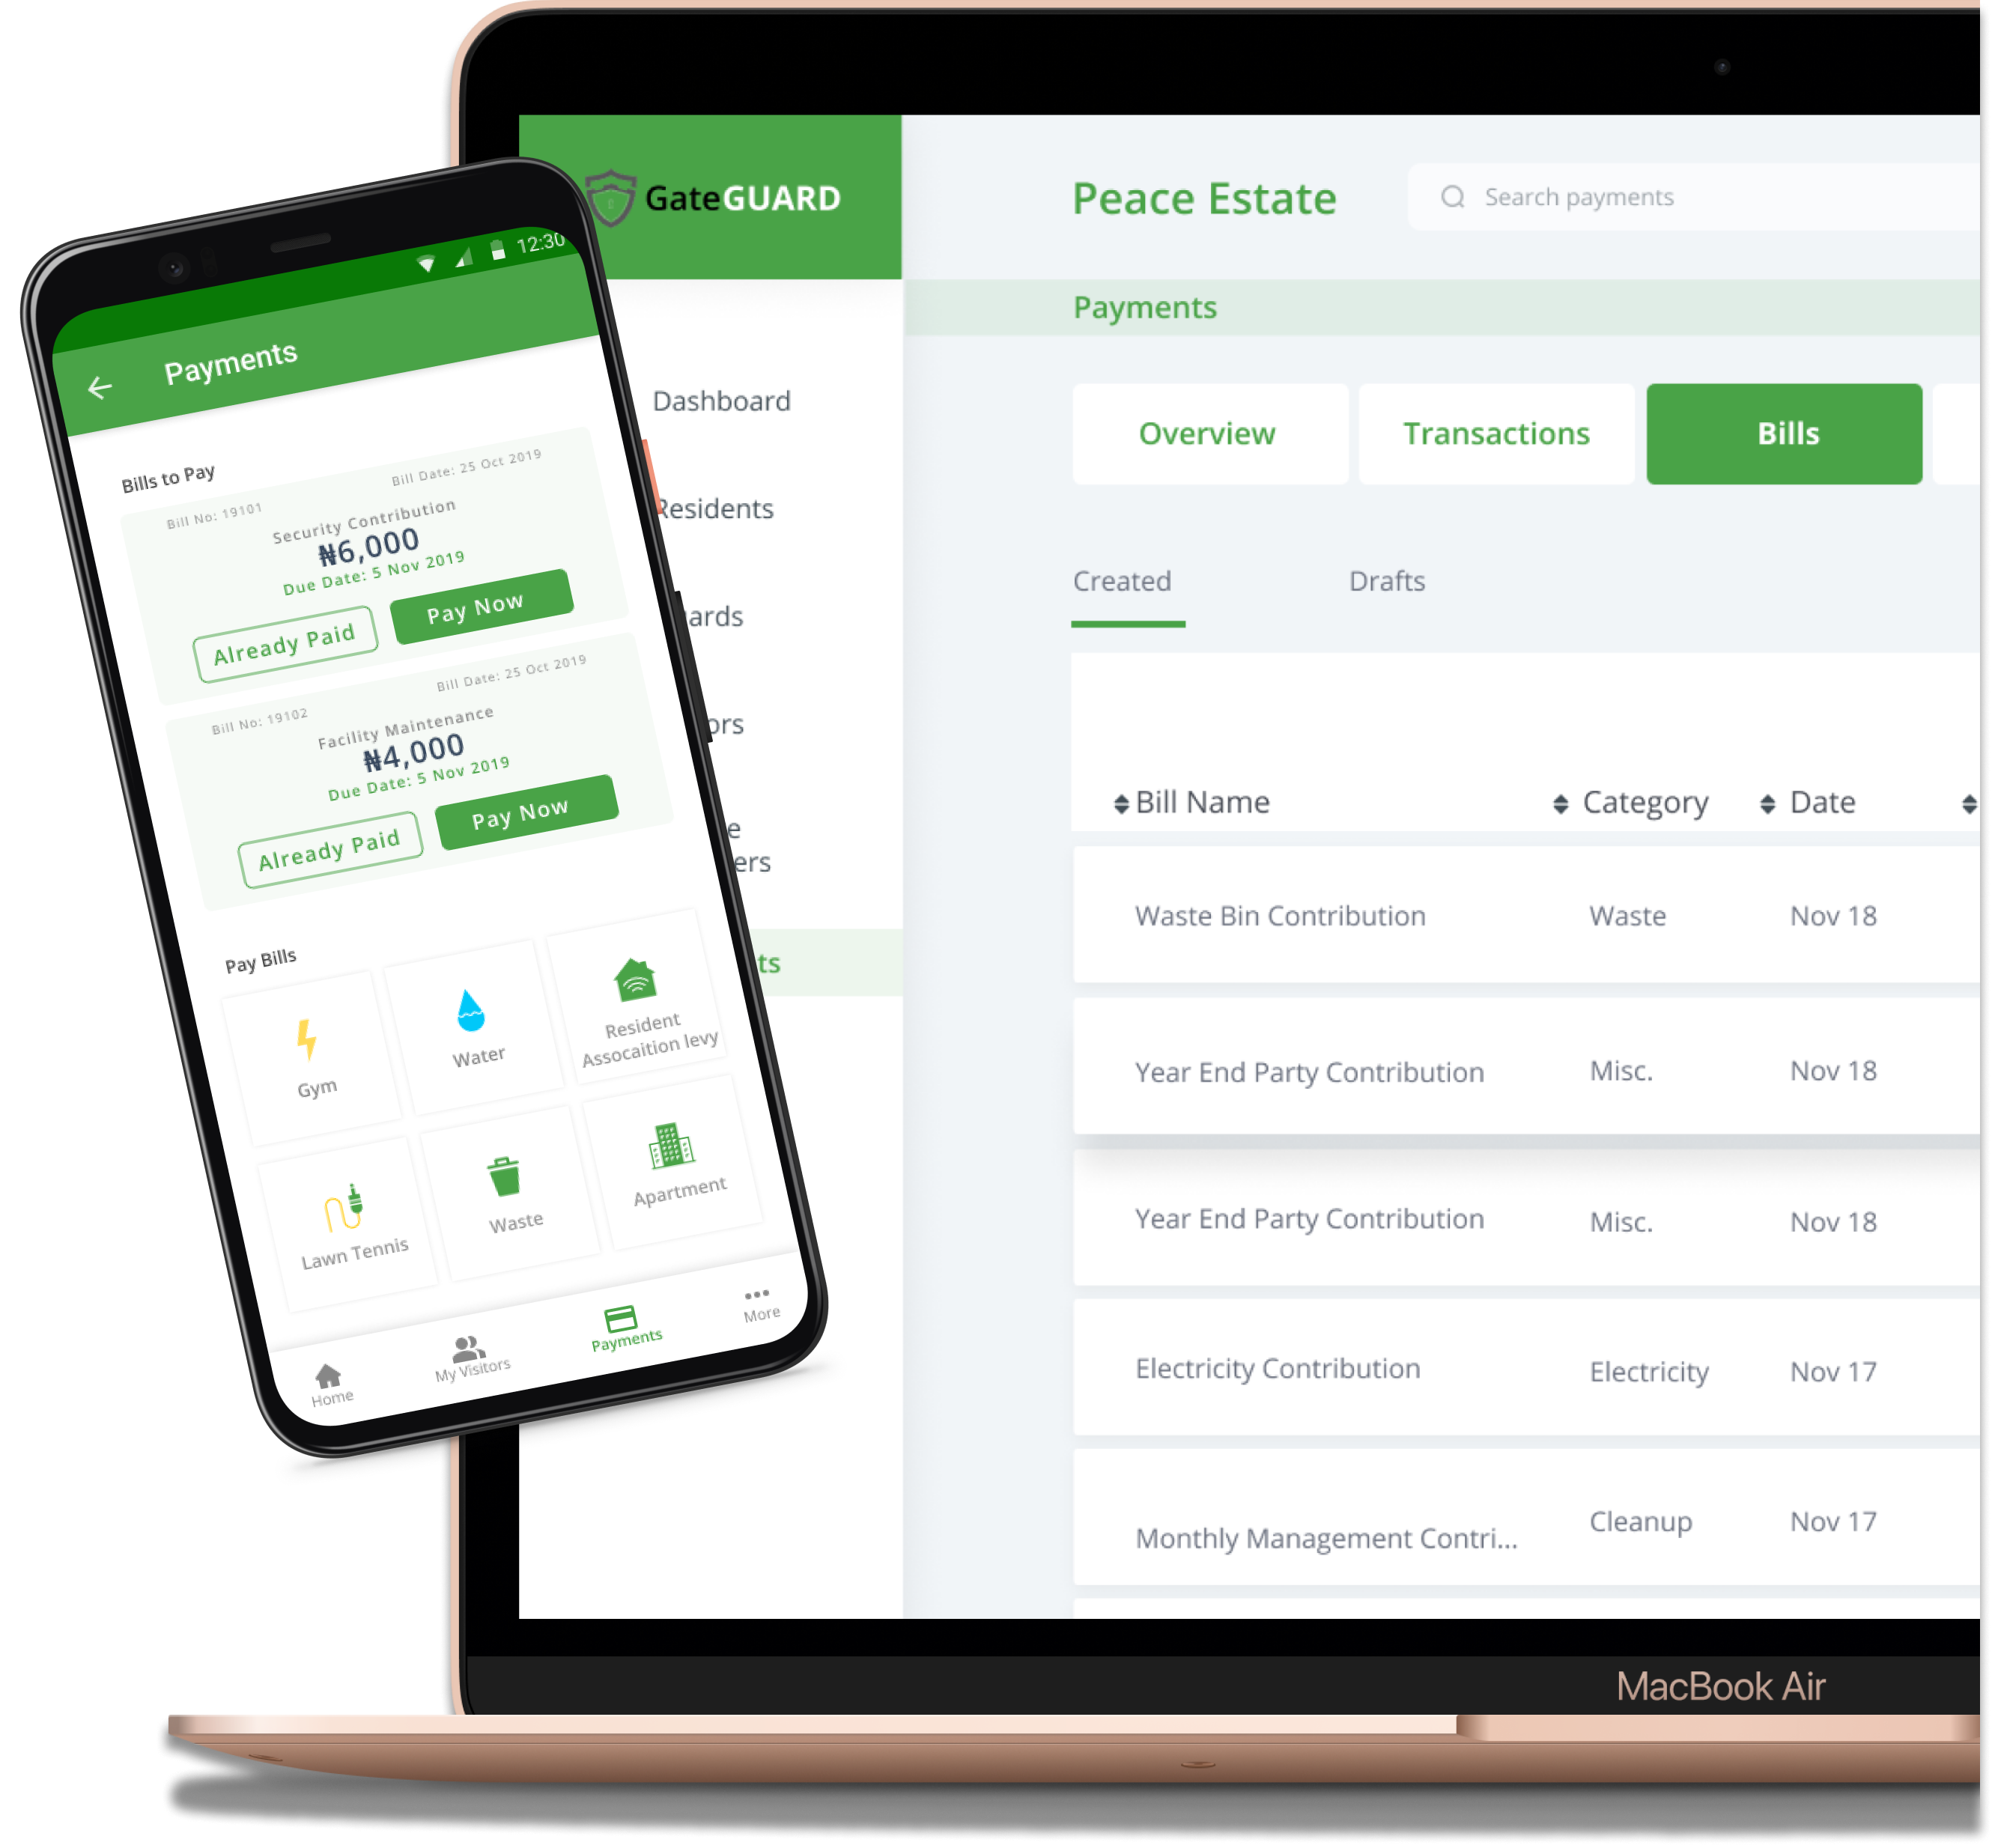 12:30
Payments
Bills to Pay
Bill No: 19101
Bill Date: 25 Oct 2019
Security Contribution
₦6,000
Due Date: 5 Nov 2019
Already Paid
Pay Now
Bill No: 19102
Bill Date: 25 Oct 2019
Facility Maintenance
₦4,000
Due Date: 5 Nov 2019
Already Paid
Pay Now
Pay Bills
Gym
Water
Resident
Assocaition levy
Lawn Tennis
Waste
Apartment
Home
My Visitors
Payments
More
GateGUARD
Dashboard
Residents
ards
ors
e
ers
ts
Peace Estate
Search payments
Payments
Overview
Transactions
Bills
Created
Drafts
Bill Name
Category
Date
Waste Bin Contribution
Waste
Nov 18
Year End Party Contribution
Misc.
Nov 18
Year End Party Contribution
Misc.
Nov 18
Electricity Contribution
Electricity
Nov 17
Monthly Management Contri...
Cleanup
Nov 17
MacBook Air